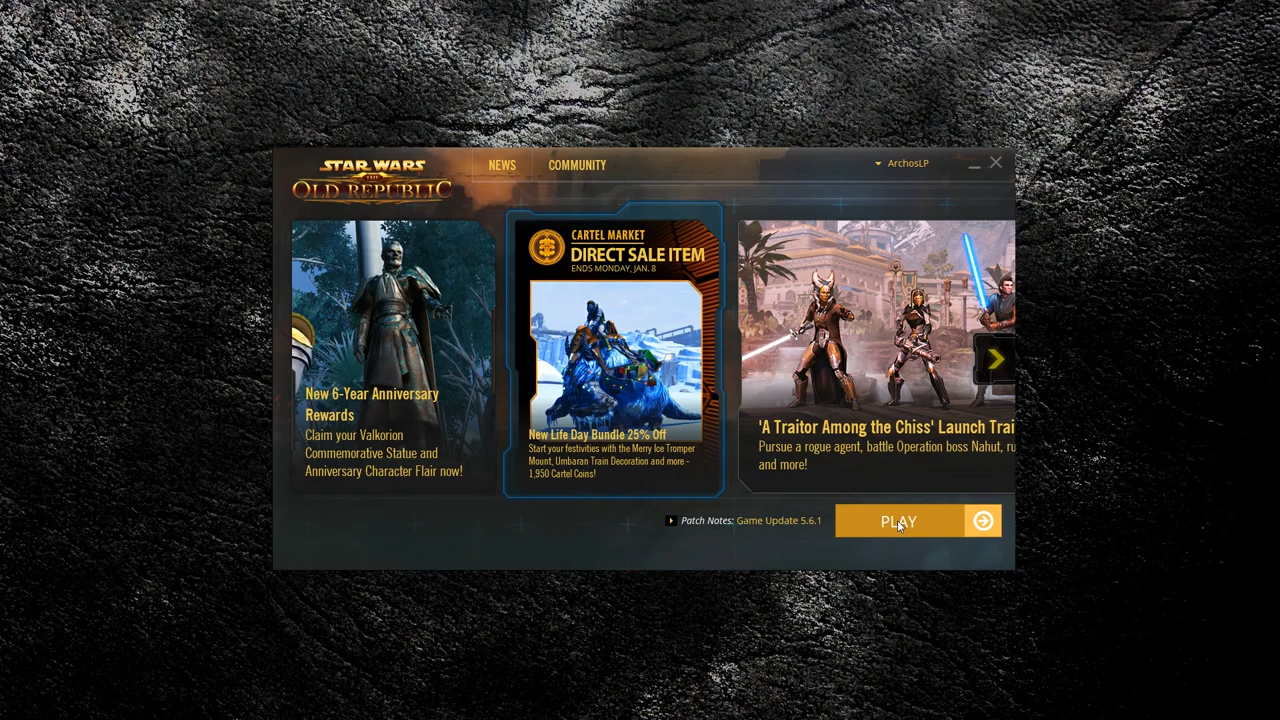 STAR WARS
THE
OLD REPUBLIC
NEWS
COMMUNITY
ArchosLP
New 6-Year Anniversary
Rewards
Claim your Valkorion
Commemorative Statue and
Anniversary Character Flair now!
CARTEL MARKET
DIRECT SALE ITEM
ENDS MONDAY, JAN. 8
New Life Day Bundle 25% Off
Start your festivities with the Merry Ice Tromper
Mount, Umbaran Train Decoration and more -
1,950 Cartel Coins!
'A Traitor Among the Chiss' Launch Trai
Pursue a rogue agent, battle Operation boss Nahut, ru
and more!
Patch Notes: Game Update 5.6.1
PLAY